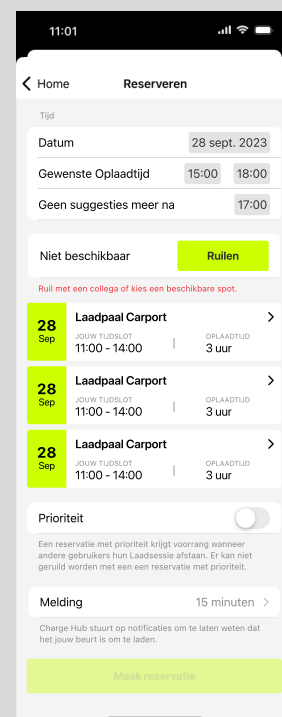 11:01
Home Reserveren
Tijd
Datum 28 sept. 2023
Gewenste Oplaadtijd 15:00 18:00
Geen suggesties meer na 17:00
Niet beschikbaar Ruilen
Ruil met een collega of kies een beschikbare spot.
28 Sep Laadpaal Carport
JOUW TIJDSLOT OPLAADTIJD
11:00 - 14:00 | 3 uur
28 Sep Laadpaal Carport
JOUW TIJDSLOT OPLAADTIJD
11:00 - 14:00 | 3 uur
28 Sep Laadpaal Carport
JOUW TIJDSLOT OPLAADTIJD
11:00 - 14:00 | 3 uur
Prioriteit
Een reservatie met prioriteit krijgt voorrang wanneer
andere gebruikers hun Laadsessie afstaan. Er kan niet
geruild worden met een een reservatie met prioriteit.
Melding 15 minuten
Charge Hub stuurt op notificaties om te laten weten dat
het jouw beurt is om te laden.
Maak reservatie